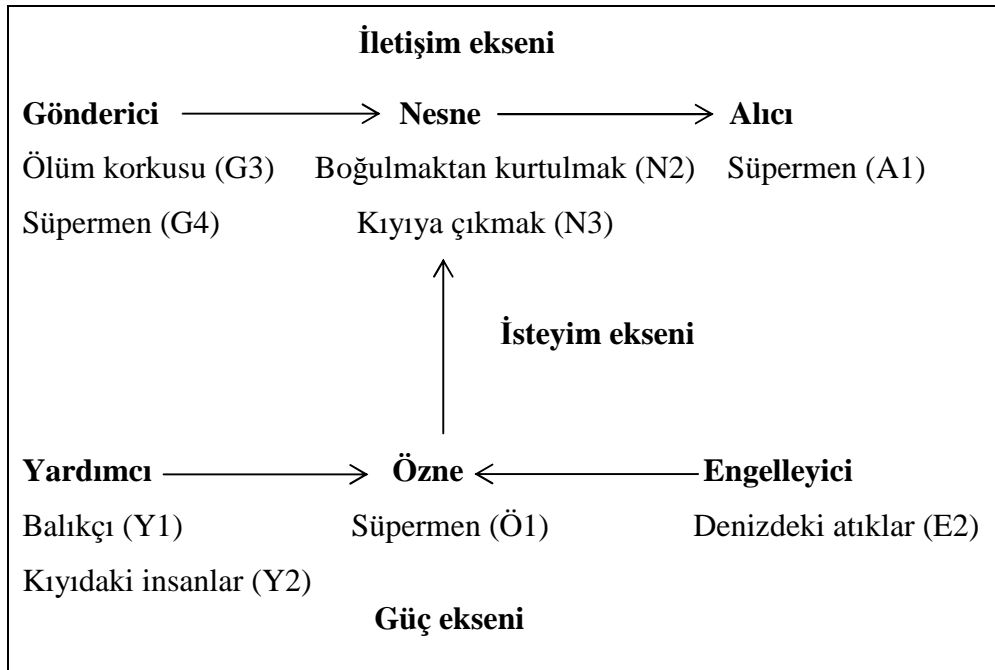 İletişim ekseni
Gönderici Nesne Alıcı
Ölüm korkusu (G3) Boğulmaktan kurtulmak (N2) Süpermen (A1)
Süpermen (G4) Kıyıya çıkmak (N3)
İsteyim ekseni
Yardımcı Özne Engelleyici
Balıkçı (Y1) Süpermen (Ö1) Denizdeki atıklar (E2)
Kıyıdaki insanlar (Y2)
Güç ekseni